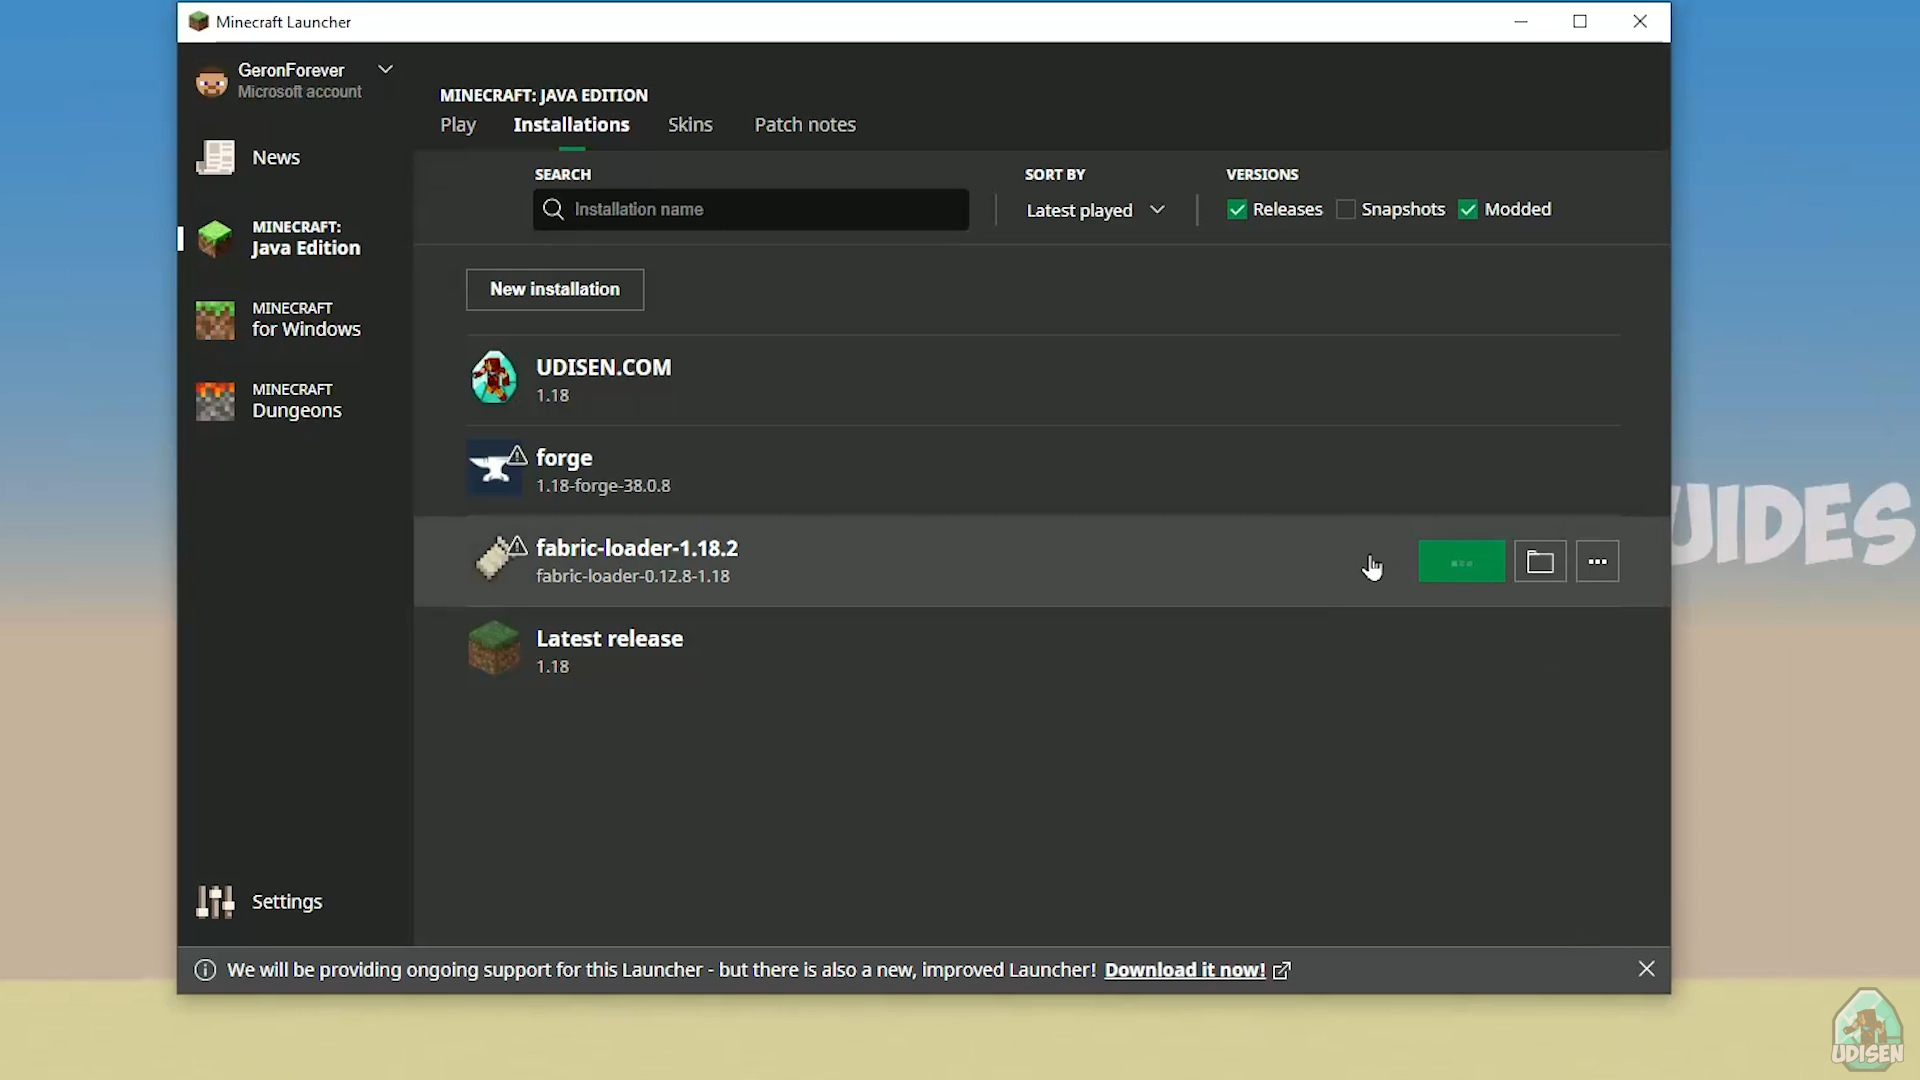 Minecraft Launcher
GeronForever
Microsoft account
News
MINECRAFT:
Java Edition
MINECRAFT
for Windows
MINECRAFT
Dungeons
Settings
MINECRAFT: JAVA EDITION
Play Installations Skins Patch notes
SEARCH SORT BY VERSIONS
Installation name Latest played Releases Snapshots Modded
New installation
UDISEN.COM
1.18
forge
1.18-forge-38.0.8
fabric-loader-1.18.2
fabric-loader-0.12.8-1.18
Latest release
1.18
We will be providing ongoing support for this Launcher - but there is also a new, improved Launcher! Download it now!
UIDES
UDISEN